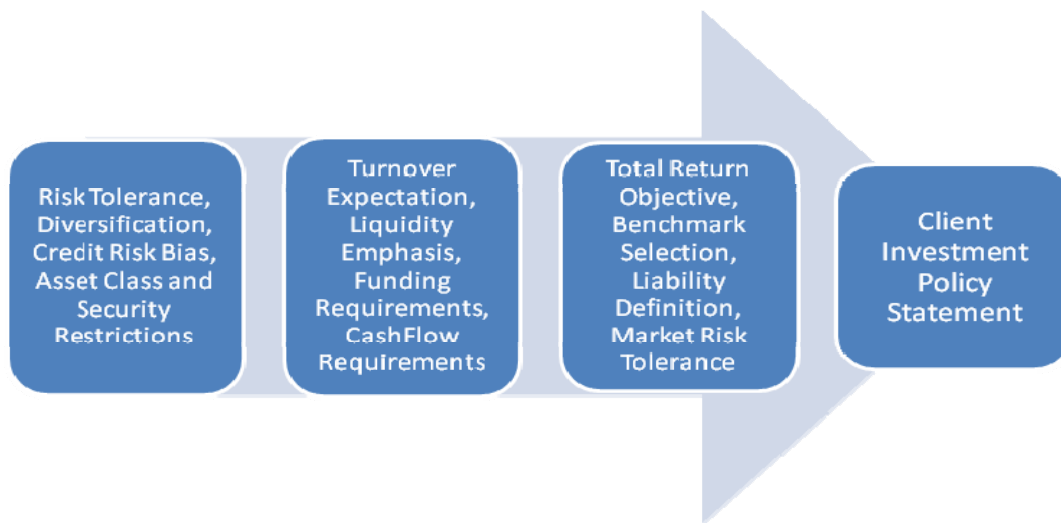 Risk Tolerance,
Diversification,
Credit Risk Bias,
Asset Class and
Security
Restrictions
Turnover
Expectation,
Liquidity
Emphasis,
Funding
Requirements,
CashFlow
Requirements
Total Return
Objective,
Benchmark
Selection,
Liability
Definition,
Market Risk
Tolerance
Client
Investment
Policy
Statement